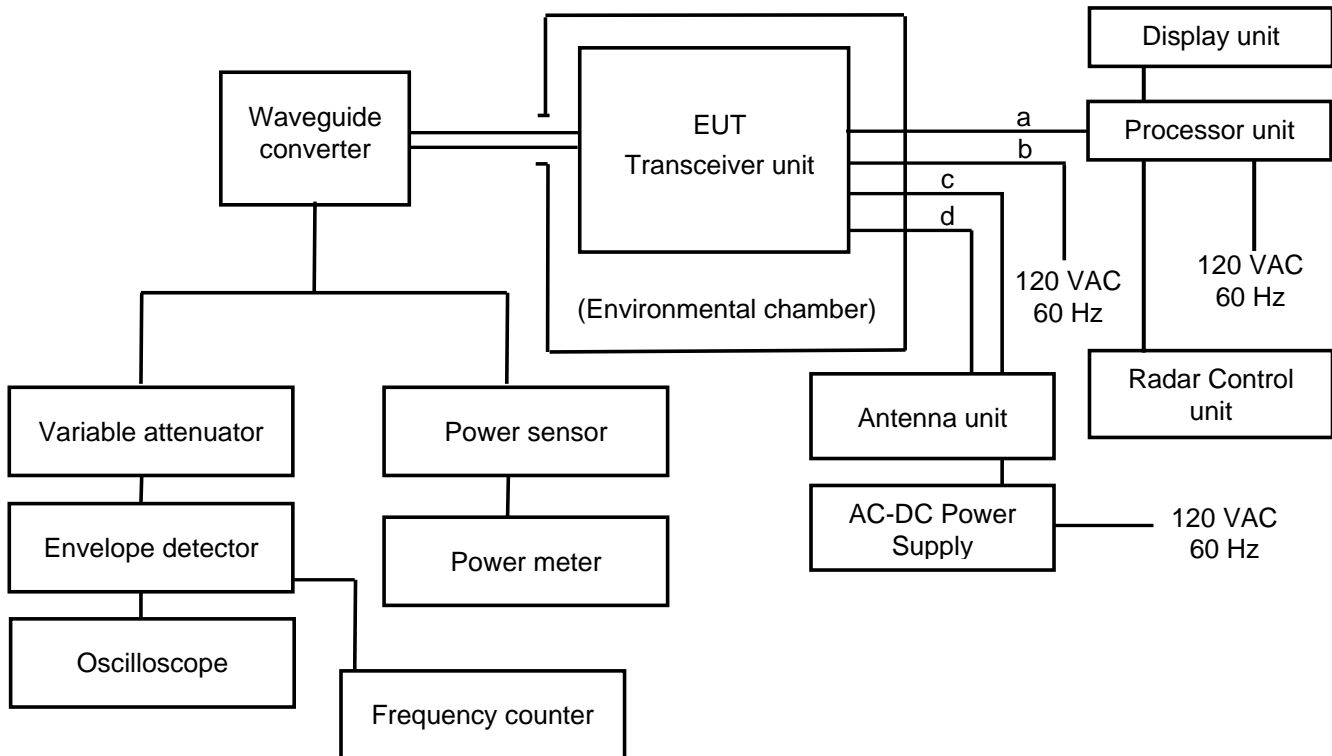 Display unit
Waveguide
converter
EUT
Transceiver unit
a
b
c
d
Processor unit
120 VAC
60 Hz
120 VAC
60 Hz
(Environmental chamber)
Radar Control
unit
Variable attenuator
Power sensor
Antenna unit
Envelope detector
Power meter
AC-DC Power
Supply
120 VAC
60 Hz
Oscilloscope
Frequency counter